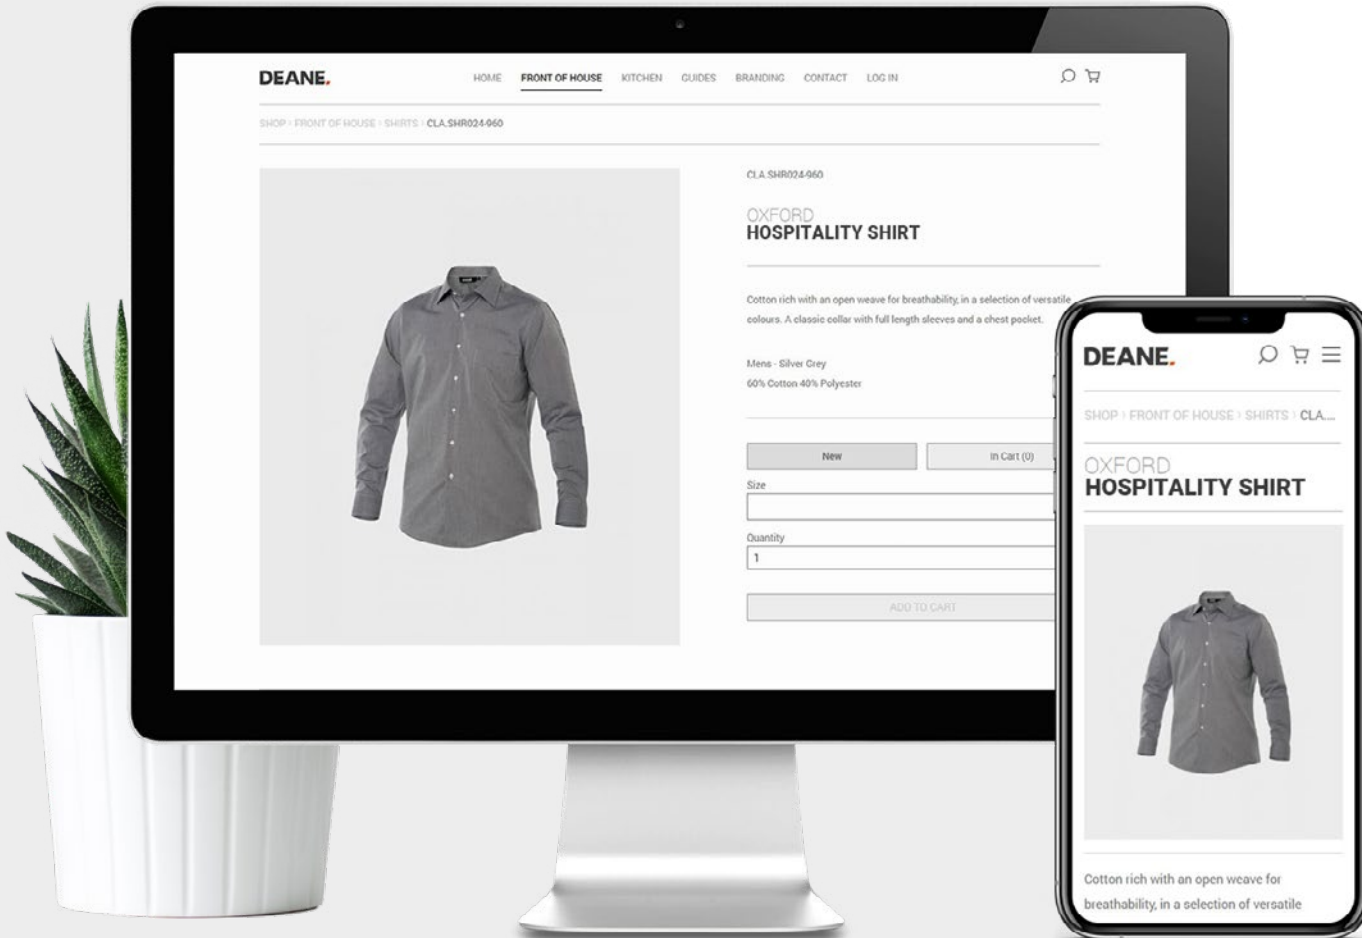 DEANE.
HOME FRONT OF HOUSE KITCHEN GUIDES BRANDING CONTACT LOG IN
SHOP › FRONT OF HOUSE › SHIRTS › CLA.SHR024-960
CLA.SHR024-960
OXFORD
HOSPITALITY SHIRT
Cotton rich with an open weave for breathability, in a selection of versatile
colours. A classic collar with full length sleeves and a chest pocket.
Mens - Silver Grey
60% Cotton 40% Polyester
New In Cart (0)
Size
Quantity
1
ADD TO CART
DEANE.
SHOP › FRONT OF HOUSE › SHIRTS › CLA....
OXFORD
HOSPITALITY SHIRT
Cotton rich with an open weave for
breathability, in a selection of versatile